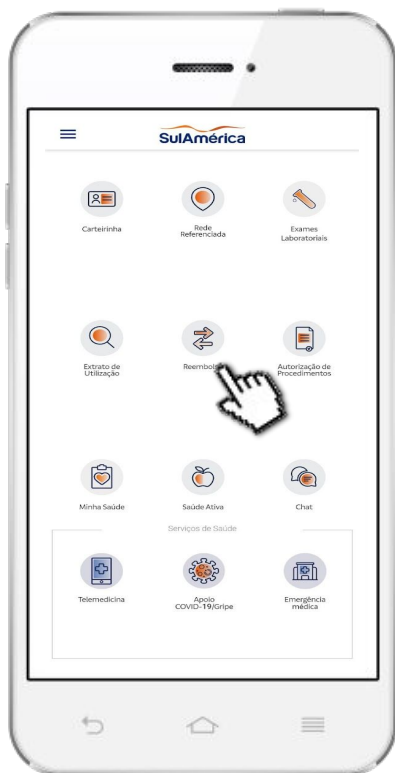 SulAmérica
Carteirinha
Rede
Referenciada
Exames
Laboratoriais
Extrato de
Utilização
Autorização de
Procedimentos
Minha Saúde
Saúde Ativa
Chat
Serviços de Saúde
Telemedicina
Apoio
COVID-19/Gripe
Emergência
médica